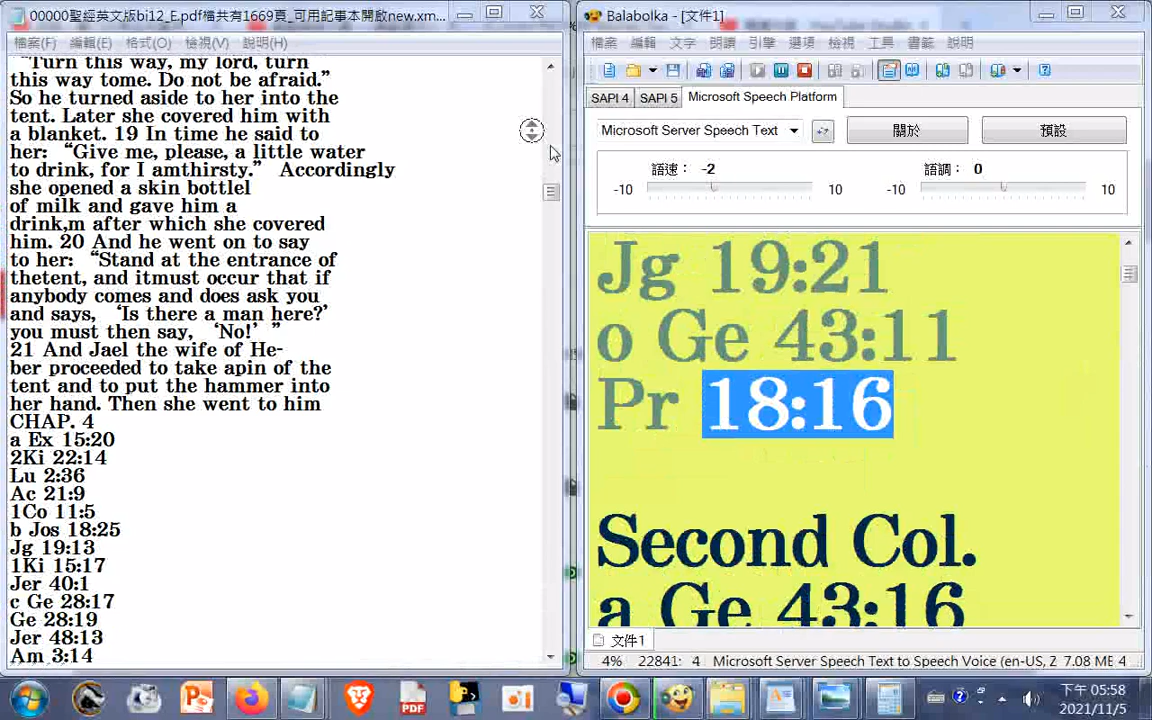 00000聖經英文版bi12_E.pdf檔共有1669頁_可用記事本開啟new.xm...
檔案(F) 編輯(E) 格式(O) 檢視(V) 說明(H)
“Turn this way, my lord, turn
this way tome. Do not be afraid.”
So he turned aside to her into the
tent. Later she covered him with
a blanket. 19 In time he said to
her: “Give me, please, a little water
to drink, for I amthirsty.” Accordingly
she opened a skin bottlel
of milk and gave him a
drink,m after which she covered
him. 20 And he went on to say
to her: “Stand at the entrance of
thetent, and itmust occur that if
anybody comes and does ask you
and says, ‘Is there a man here?’
you must then say, ‘No!’ ”
21 And Jael the wife of He-
ber proceeded to take apin of the
tent and to put the hammer into
her hand. Then she went to him
CHAP. 4
a Ex 15:20
2Ki 22:14
Lu 2:36
Ac 21:9
1Co 11:5
b Jos 18:25
Jg 19:13
1Ki 15:17
Jer 40:1
c Ge 28:17
Ge 28:19
Jer 48:13
Am 3:14
Balabolka - [文件1]
檔案 編輯 文字 朗讀 引擎 選項 檢視 工具 書籤 說明
SAPI 4 SAPI 5 Microsoft Speech Platform
Microsoft Server Speech Text 關於 預設
語速： -2 語調： 0
-10 10 -10 10
Jg 19:21
o Ge 43:11
Pr 18:16
Second Col.
a Ge 43:16
文件1
4% 22841: 4 Microsoft Server Speech Text to Speech Voice (en-US, Z 7.08 MB 4
PDF
下午 05:58
2021/11/5